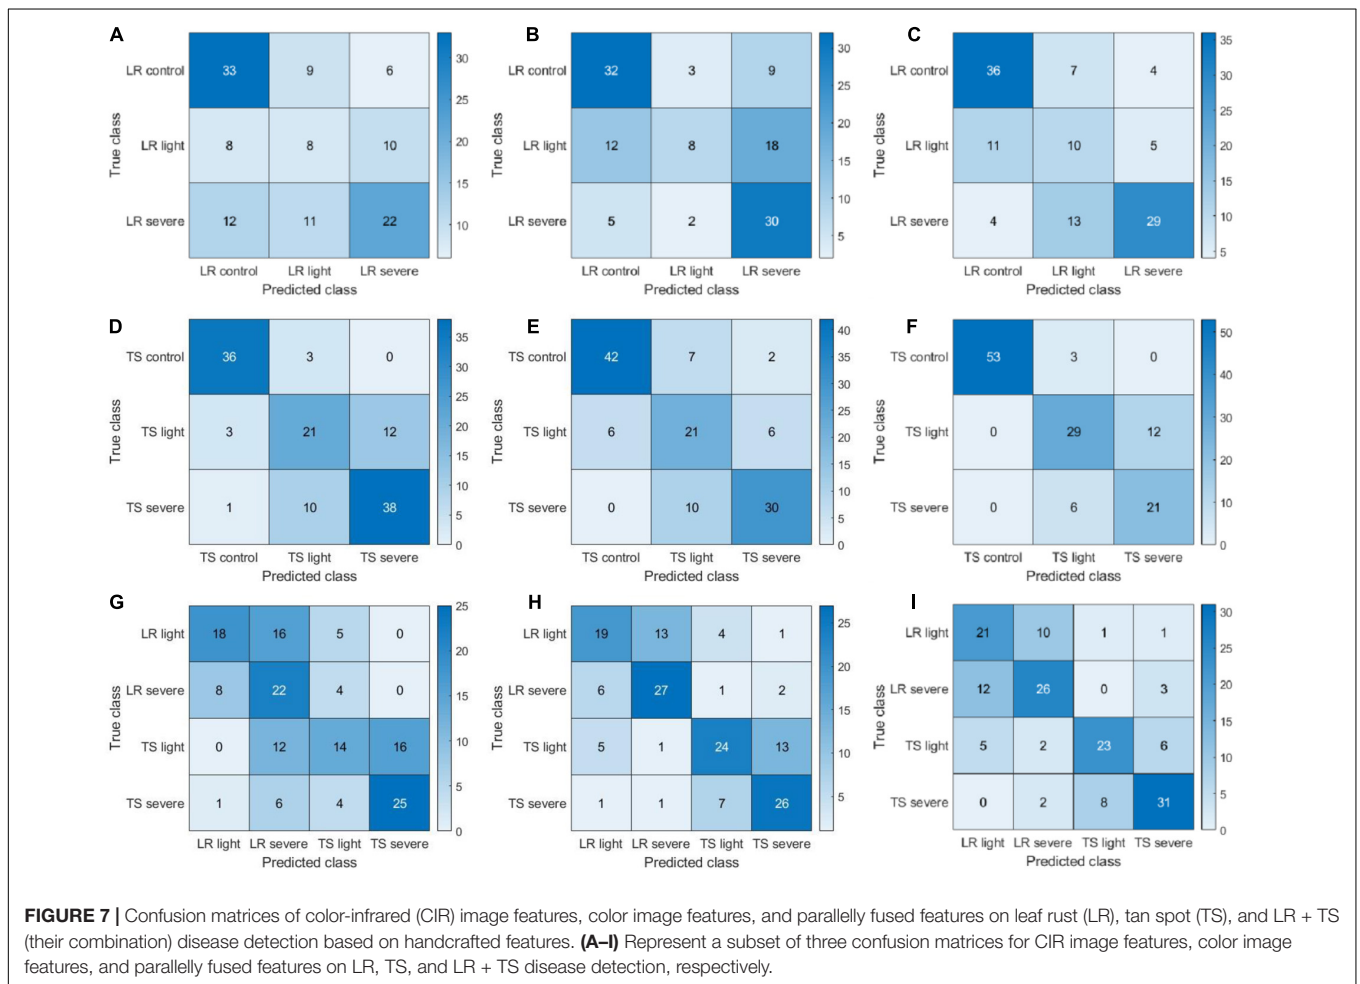 A
LR control 33 9 6
LR light 8 8 10
LR severe 12 11 22
LR control LR light LR severe
Predicted class
True class
30
25
20
15
10
B
LR control 32 3 9
LR light 12 8 18
LR severe 5 2 30
LR control LR light LR severe
Predicted class
True class
30
25
20
15
10
5
C
LR control 36 7 4
LR light 11 10 5
LR severe 4 13 29
LR control LR light LR severe
Predicted class
True class
35
30
25
20
15
10
5
D
TS control 36 3 0
TS light 3 21 12
TS severe 1 10 38
TS control TS light TS severe
Predicted class
True class
35
30
25
20
15
10
5
0
E
TS control 42 7 2
TS light 6 21 6
TS severe 0 10 30
TS control TS light TS severe
Predicted class
True class
40
35
30
25
20
15
10
5
0
F
TS control 53 3 0
TS light 0 29 12
TS severe 0 6 21
TS control TS light TS severe
Predicted class
True class
50
40
30
20
10
0
G
LR light 18 16 5 0
LR severe 8 22 4 0
TS light 0 12 14 16
TS severe 1 6 4 25
LR light LR severe TS light TS severe
Predicted class
True class
25
20
15
10
5
0
H
LR light 19 13 4 1
LR severe 6 27 1 2
TS light 5 1 24 13
TS severe 1 1 7 26
LR light LR severe TS light TS severe
Predicted class
True class
25
20
15
10
5
I
LR light 21 10 1 1
LR severe 12 26 0 3
TS light 5 2 23 6
TS severe 0 2 8 31
LR light LR severe TS light TS severe
Predicted class
True class
30
25
20
15
10
5
0
FIGURE 7 | Confusion matrices of color-infrared (CIR) image features, color image features, and parallelly fused features on leaf rust (LR), tan spot (TS), and LR + TS
(their combination) disease detection based on handcrafted features. (A–I) Represent a subset of three confusion matrices for CIR image features, color image
features, and parallelly fused features on LR, TS, and LR + TS disease detection, respectively.